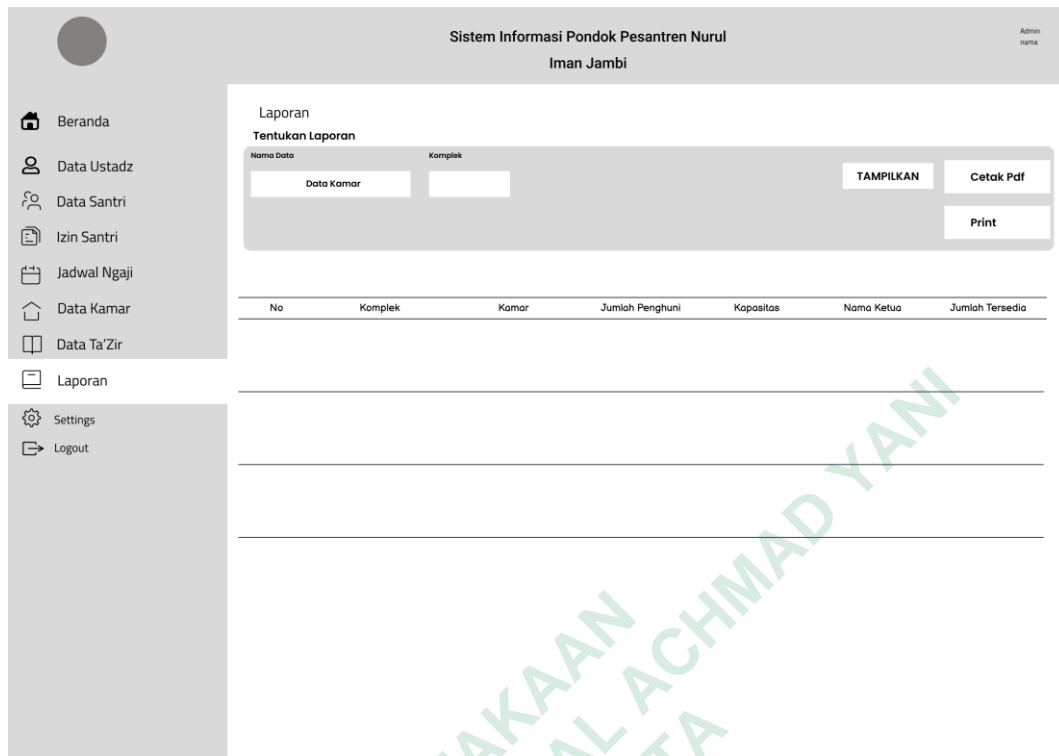 Sistem Informasi Pondok Pesantren Nurul
Iman Jambi
Admin
nama
Beranda
Data Ustadz
Data Santri
Izin Santri
Jadwal Ngaji
Data Kamar
Data Ta'Zir
Laporan
Settings
Logout
Laporan
Tentukan Laporan
Nama Data
Komplek
Data Kamar
TAMPILKAN
Cetak Pdf
Print
No Komplek Kamar Jumlah Penghuni Kapasitas Nama Ketua Jumlah Tersedia
ACHMAD YANI